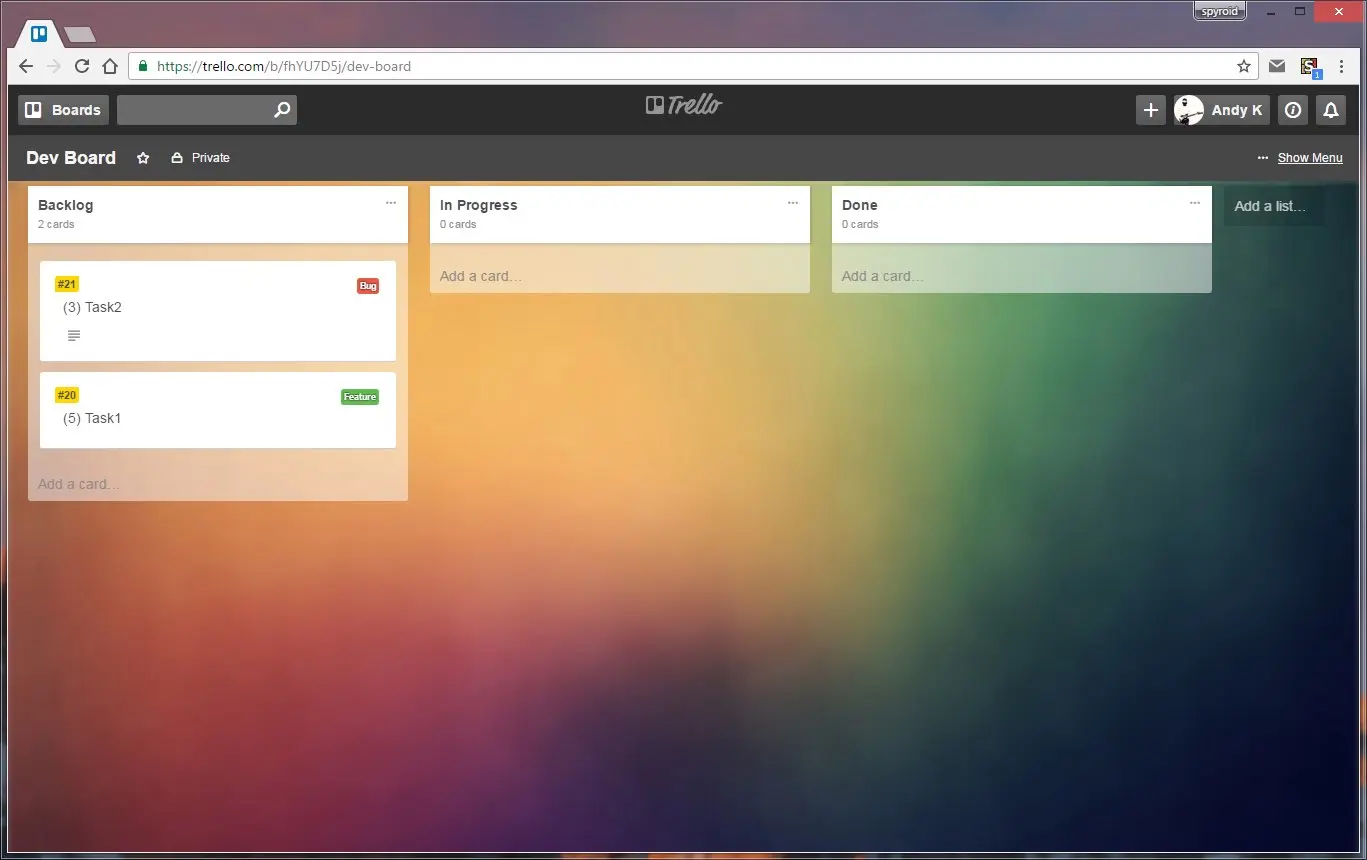 spyroid
https://trello.com/b/fhYU7D5j/dev-board
1
Boards
Trello
Andy K
Dev Board
Private
Show Menu
Backlog
2 cards
In Progress
0 cards
Done
0 cards
Add a list…
#21
Bug
(3) Task2
Add a card…
Add a card…
#20
Feature
(5) Task1
Add a card…